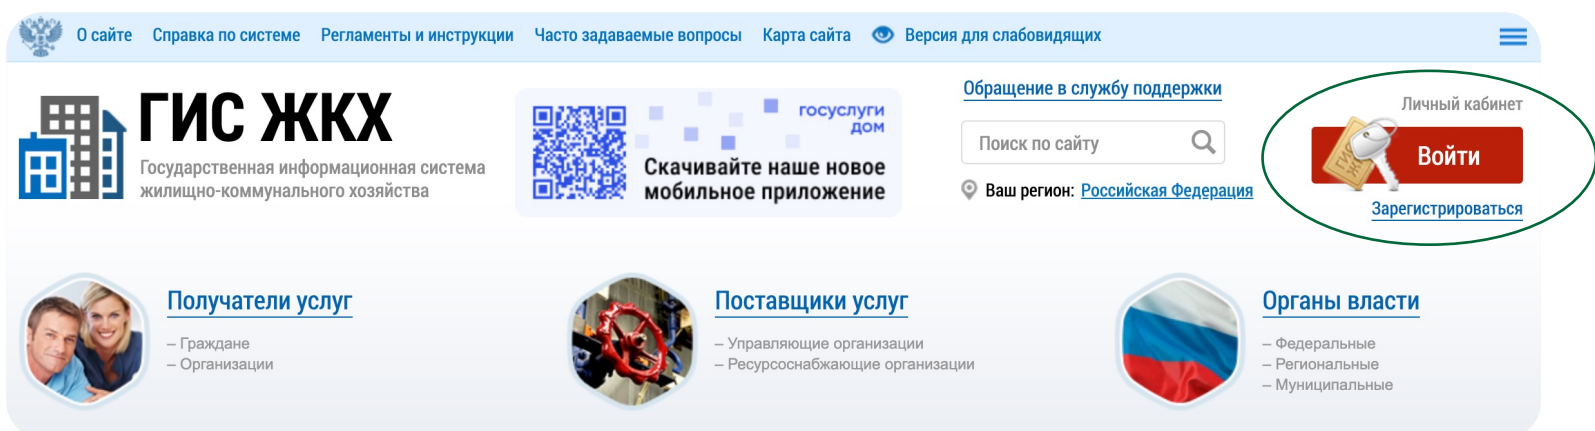 О сайте Справка по системе Регламенты и инструкции Часто задаваемые вопросы Карта сайта Версия для слабовидящих
ГИС ЖКХ
Государственная информационная система
жилищно-коммунального хозяйства
госуслуги
дом
Скачивайте наше новое
мобильное приложение
Обращение в службу поддержки
Поиск по сайту
Ваш регион: Российская Федерация
Личный кабинет
ГИС
ЖК
Войти
Зарегистрироваться
Получатели услуг
– Граждане
– Организации
Поставщики услуг
– Управляющие организации
– Ресурсоснабжающие организации
Органы власти
– Федеральные
– Региональные
– Муниципальные